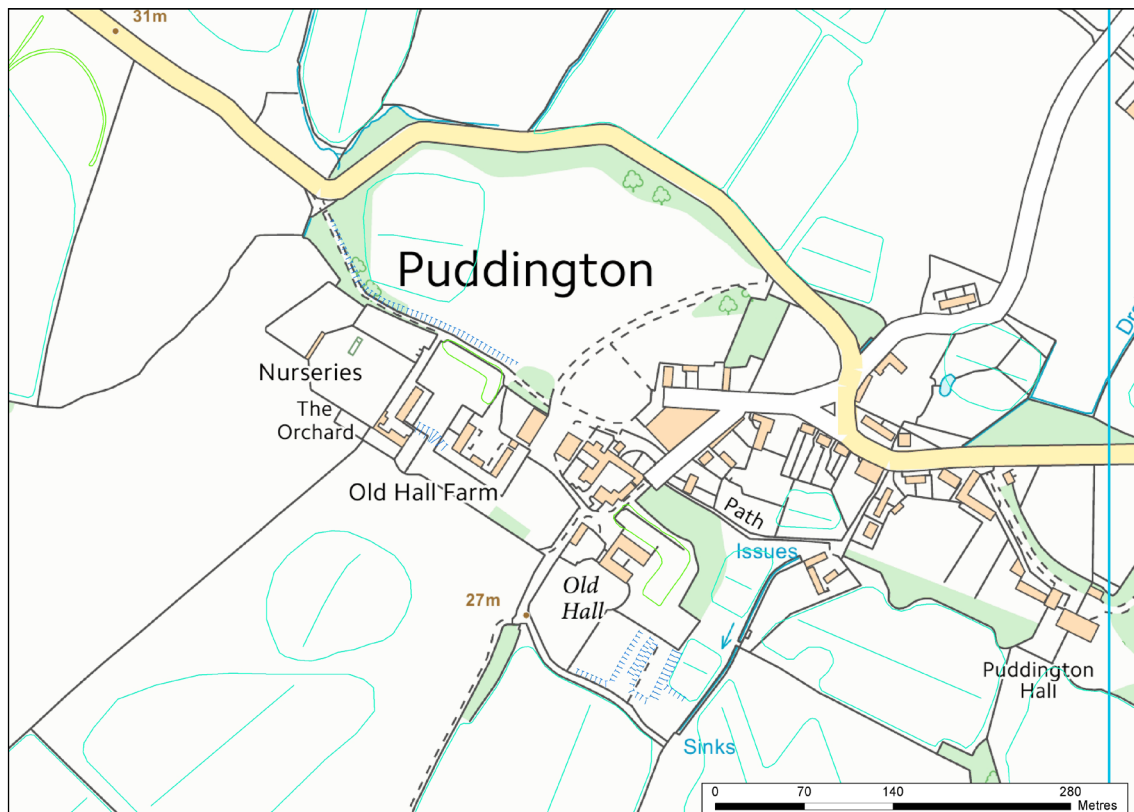 31m
Puddington
Nurseries
The
Orchard
Old Hall Farm
Path
Issues
Old
Hall
27m
Puddington
Hall
Sinks
0 70 140 280
Metres